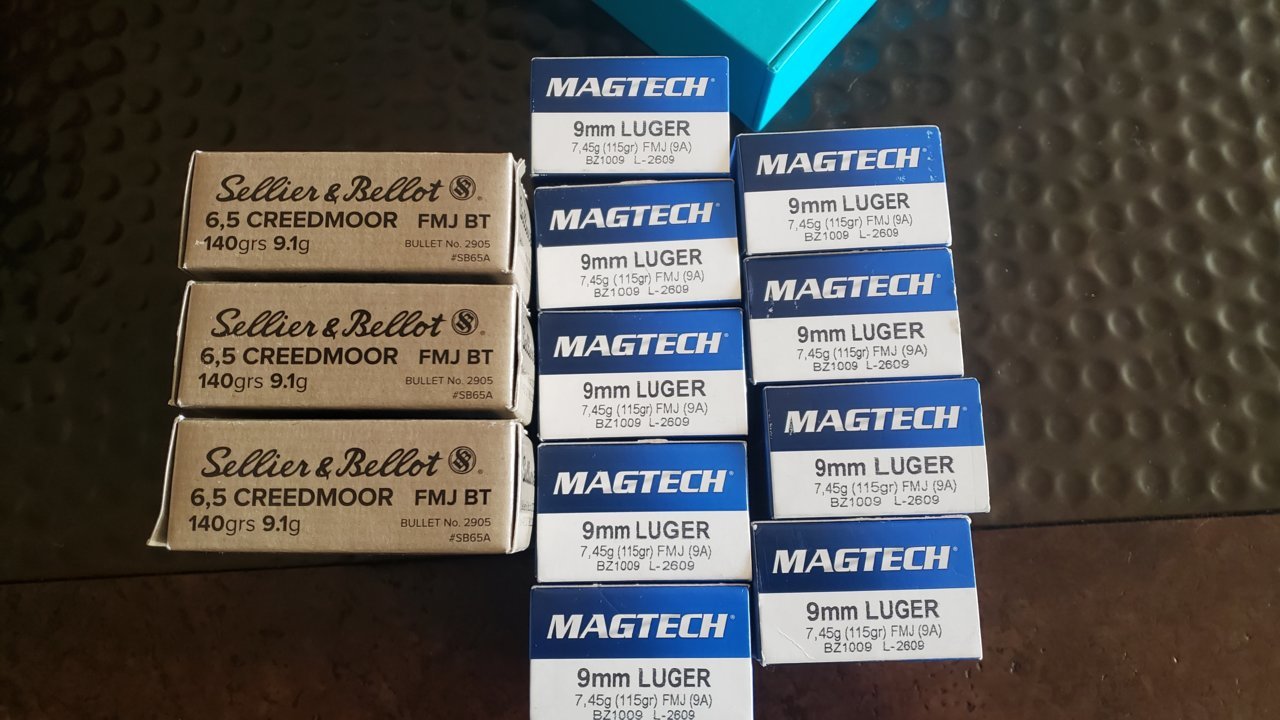 Sellier & Bellot
6,5 CREEDMOOR FMJ BT
140grs 9.1g BULLET No. 2905
#SB65A
Sellier & Bellot
6,5 CREEDMOOR FMJ BT
140grs 9.1g BULLET No. 2905
#SB65A
Sellier & Bellot
6,5 CREEDMOOR FMJ BT
140grs 9.1g BULLET No. 2905
#SB65A
MAGTECH
9mm LUGER
7,45g (115gr) FMJ (9A)
BZ1009 L-2609
MAGTECH
9mm LUGER
7,45g (115gr) FMJ (9A)
BZ1009 L-2609
MAGTECH
9mm LUGER
7,45g (115gr) FMJ (9A)
BZ1009 L-2609
MAGTECH
9mm LUGER
7,45g (115gr) FMJ (9A)
BZ1009 L-2609
MAGTECH
9mm LUGER
7,45g (115gr) FMJ (9A)
BZ1009 L-2609
MAGTECH
9mm LUGER
7,45g (115gr) FMJ (9A)
BZ1009 L-2609
MAGTECH
9mm LUGER
7,45g (115gr) FMJ (9A)
BZ1009 L-2609
MAGTECH
9mm LUGER
7,45g (115gr) FMJ (9A)
BZ1009 L-2609
MAGTECH
9mm LUGER
7,45g (115gr) FMJ (9A)
BZ1009 L-2609